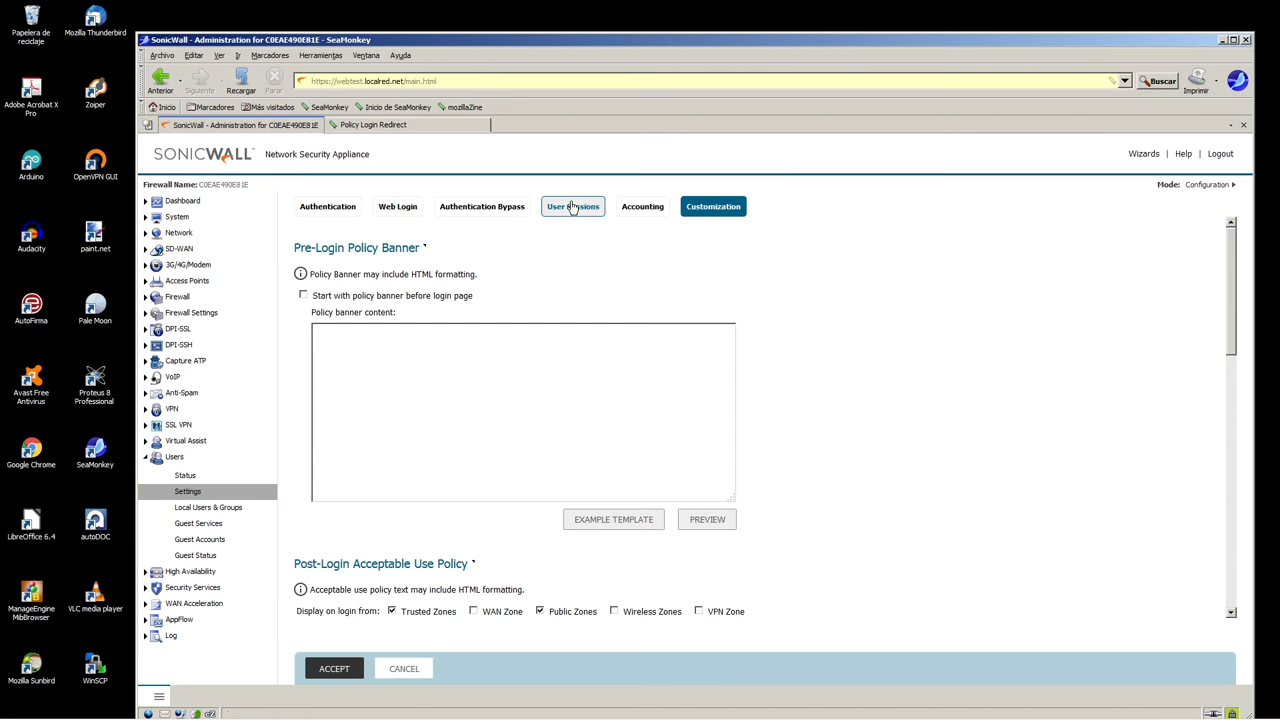 Papelera de
reciclaje
Mozilla Thunderbird
Adobe Acrobat X
Pro
Zoiper
Arduino
OpenVPN GUI
Audacity
paint.net
AutoFirma
Pale Moon
Avast Free
Antivirus
Proteus 8
Professional
Google Chrome
SeaMonkey
LibreOffice 6.4
autoDOC
ManageEngine
MibBrowser
VLC media player
Mozilla Sunbird
WinSCP
SonicWall - Administration for C0EAE490E81E - SeaMonkey
Archivo Editar Ver Ir Marcadores Herramientas Ventana Ayuda
Anterior Siguiente Recargar Parar https://webtest.localred.net/main.html Buscar Imprimir
Inicio Marcadores Más visitados SeaMonkey Inicio de SeaMonkey mozillaZine
SonicWall - Administration for C0EAE490E81E Policy Login Redirect
SONICWALL Network Security Appliance Wizards | Help | Logout
Firewall Name: C0EAE490E81E Mode: Configuration
Dashboard
System
Network
SD-WAN
3G/4G/Modem
Access Points
Firewall
Firewall Settings
DPI-SSL
DPI-SSH
Capture ATP
VoIP
Anti-Spam
VPN
SSL VPN
Virtual Assist
Users
Status
Settings
Local Users & Groups
Guest Services
Guest Accounts
Guest Status
High Availability
Security Services
WAN Acceleration
AppFlow
Log
Authentication Web Login Authentication Bypass User Accounting Customization
Pre-Login Policy Banner
Policy Banner may include HTML formatting.
Start with policy banner before login page
Policy banner content:
EXAMPLE TEMPLATE PREVIEW
Post-Login Acceptable Use Policy
Acceptable use policy text may include HTML formatting.
Display on login from: Trusted Zones WAN Zone Public Zones Wireless Zones VPN Zone
ACCEPT CANCEL